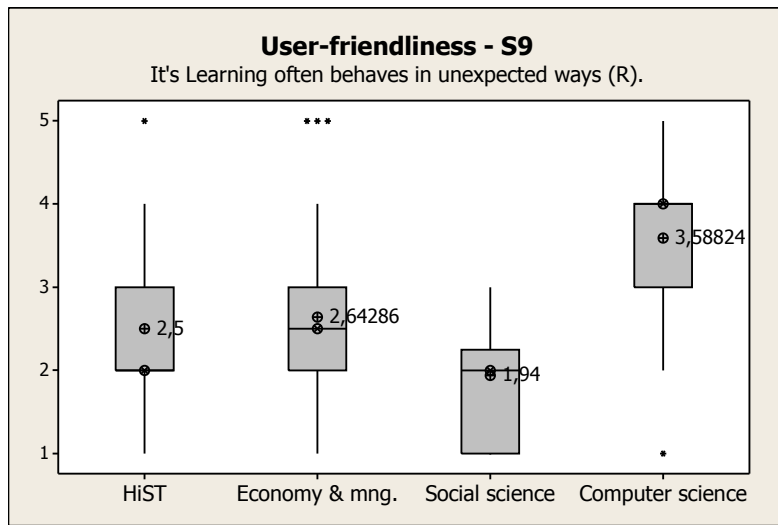 User-friendliness - S9
It's Learning often behaves in unexpected ways (R).
5
4
3
2
1
2,5
2,64286
1,94
3,58824
HiST
Economy & mng.
Social science
Computer science